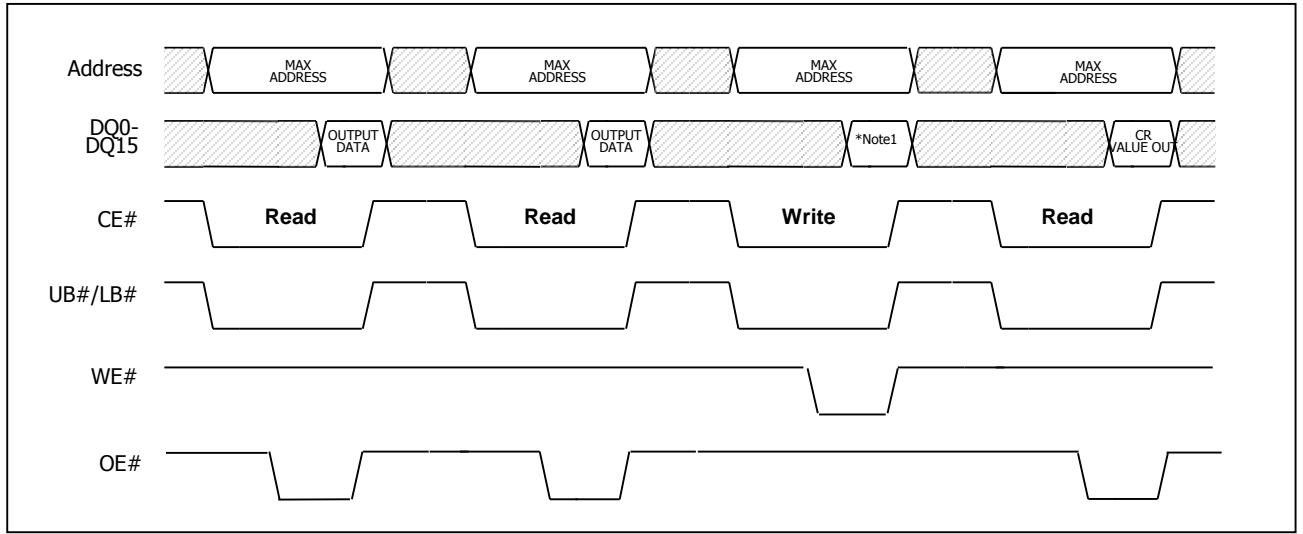 Address
MAX
ADDRESS
MAX
ADDRESS
MAX
ADDRESS
MAX
ADDRESS
DQ0-
DQ15
OUTPUT
DATA
OUTPUT
DATA
*Note1
CR
VALUE OUT
CE#
Read
Read
Write
Read
UB#/LB#
WE#
OE#